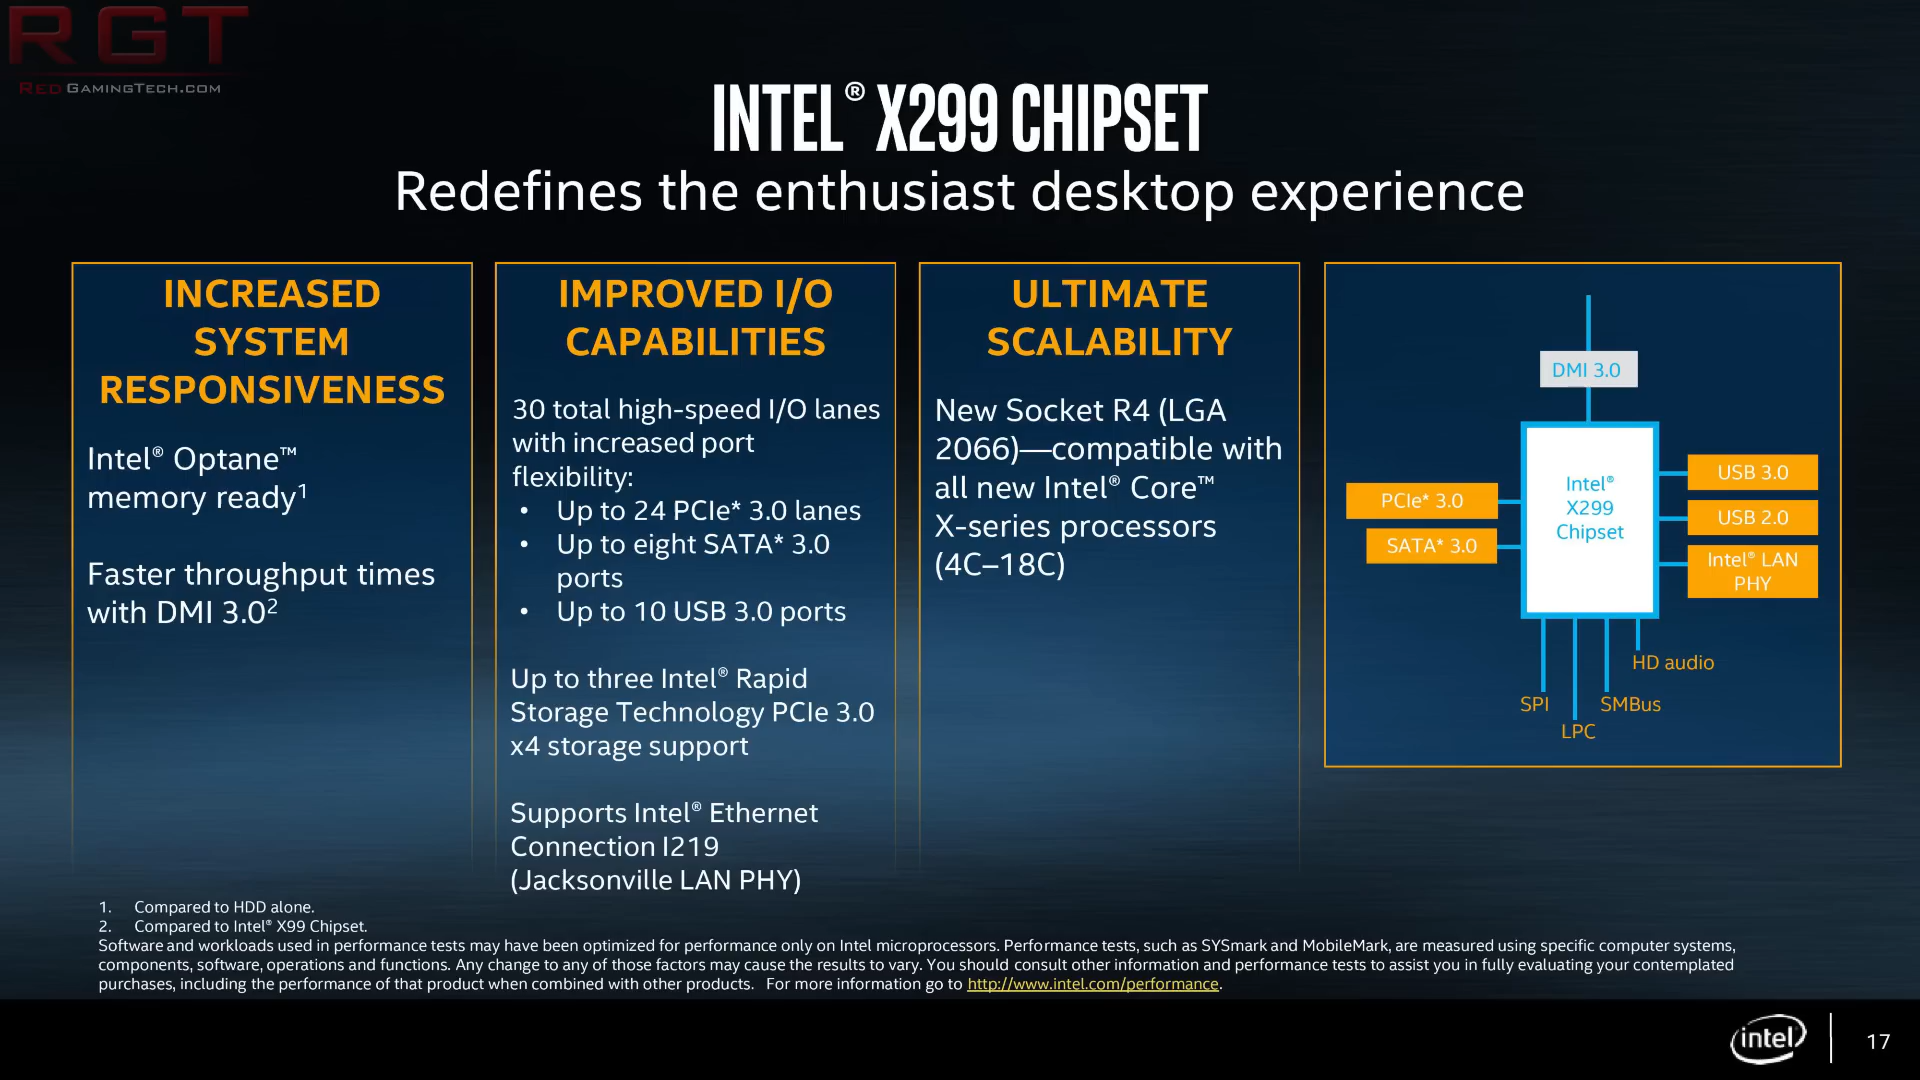 RGT
RedGamingTech.com
INTEL® X299 CHIPSET
Redefines the enthusiast desktop experience
INCREASED
SYSTEM
RESPONSIVENESS
Intel® Optane™
memory ready1
Faster throughput times
with DMI 3.02
IMPROVED I/O
CAPABILITIES
30 total high-speed I/O lanes
with increased port
flexibility:
• Up to 24 PCIe* 3.0 lanes
• Up to eight SATA* 3.0
ports
• Up to 10 USB 3.0 ports
Up to three Intel® Rapid
Storage Technology PCIe 3.0
x4 storage support
Supports Intel® Ethernet
Connection I219
(Jacksonville LAN PHY)
ULTIMATE
SCALABILITY
New Socket R4 (LGA
2066)—compatible with
all new Intel® Core™
X-series processors
(4C–18C)
DMI 3.0
Intel®
X299
Chipset
PCIe* 3.0
SATA* 3.0
USB 3.0
USB 2.0
Intel® LAN
PHY
HD audio
SPI
SMBus
LPC
1. Compared to HDD alone.
2. Compared to Intel® X99 Chipset.
Software and workloads used in performance tests may have been optimized for performance only on Intel microprocessors. Performance tests, such as SYSmark and MobileMark, are measured using specific computer systems,
components, software, operations and functions. Any change to any of those factors may cause the results to vary. You should consult other information and performance tests to assist you in fully evaluating your contemplated
purchases, including the performance of that product when combined with other products. For more information go to http://www.intel.com/performance.
intel
17